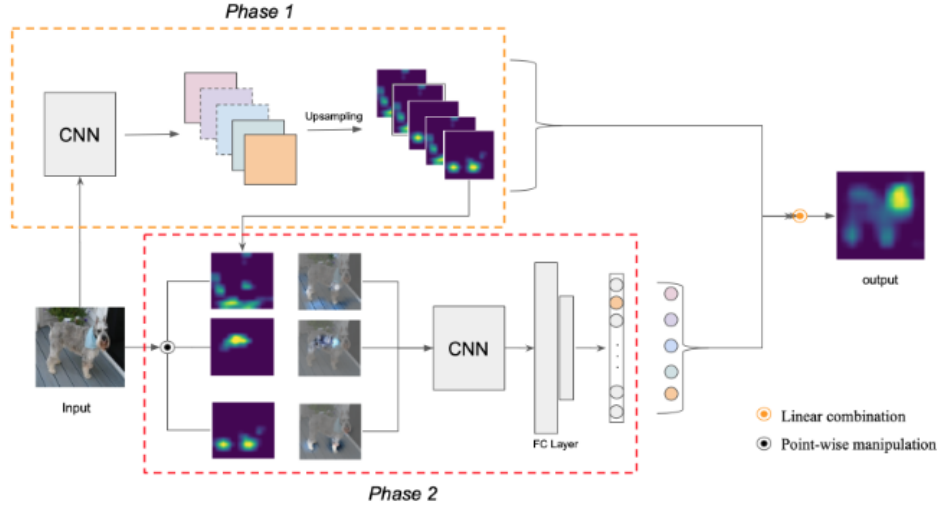 Phase 1
CNN
Upsampling
output
Input
CNN
FC Layer
Linear combination
Point-wise manipulation
Phase 2